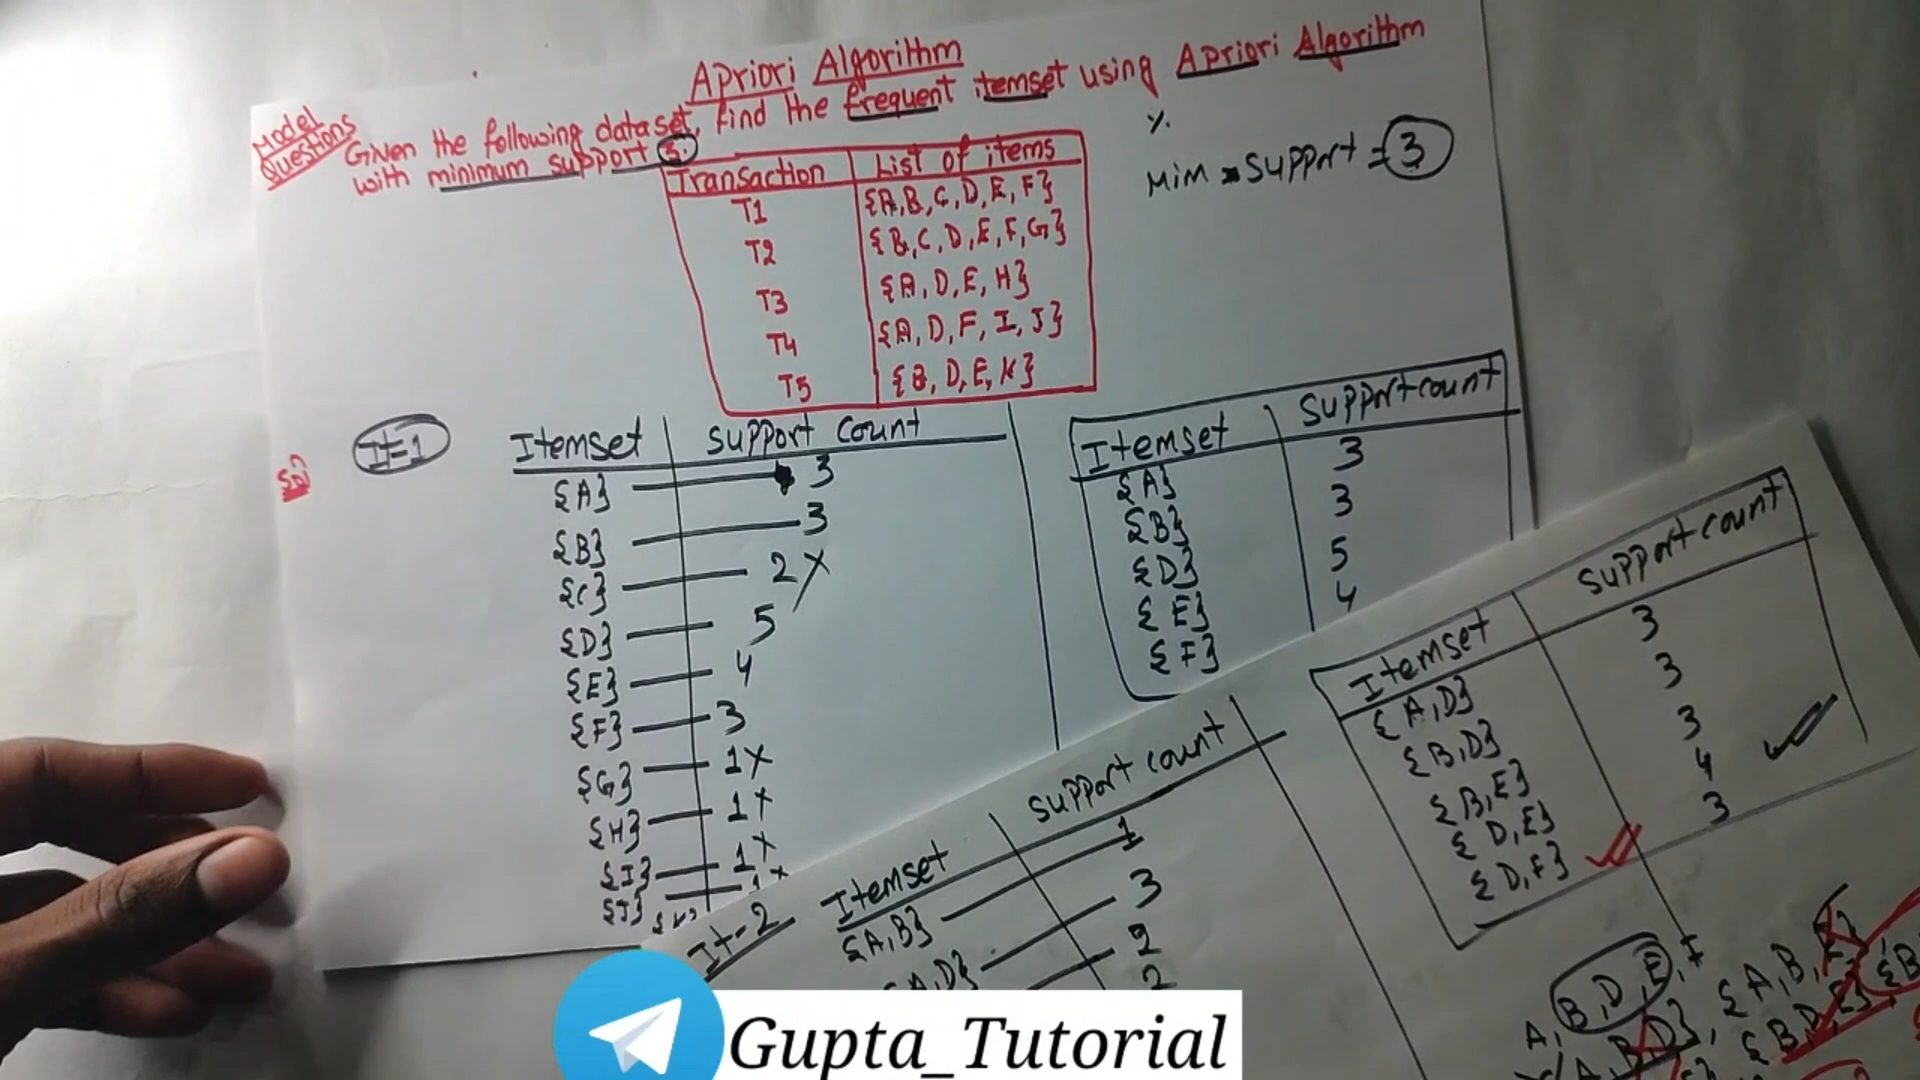 Apriori Algorithm
Model
Questions
Given the following dataset, find the frequent itemset using Apriori Algorithm
with minimum support 3.
Transaction List of items
T1 {A,B,C,D,E,F}
T2 {B,C,D,E,F,G}
T3 {A,D,E,H}
T4 {A,D,F,I,J}
T5 {B,D,E,K}
%
Mim support = 3
Sol
It-1
Itemset support count
{A} 3
{B} 3
{C} 2 X
{D} 5
{E} 4
{F} 3
{G} 1 X
{H} 1 X
{I} 1 X
{J} 1 X
{K}
Itemset Support count
{A} 3
{B} 3
{D} 5
{E} 4
{F}
It-2
Itemset support count
{A,B} 1
{A,D} 3
2
2
Itemset support count
{A,D} 3
{B,D} 3
{B,E} 3
{D,E} 4
{D,F} 3
A,B,D,E,F
{A,B,
{B,D,E}
Gupta_Tutorial